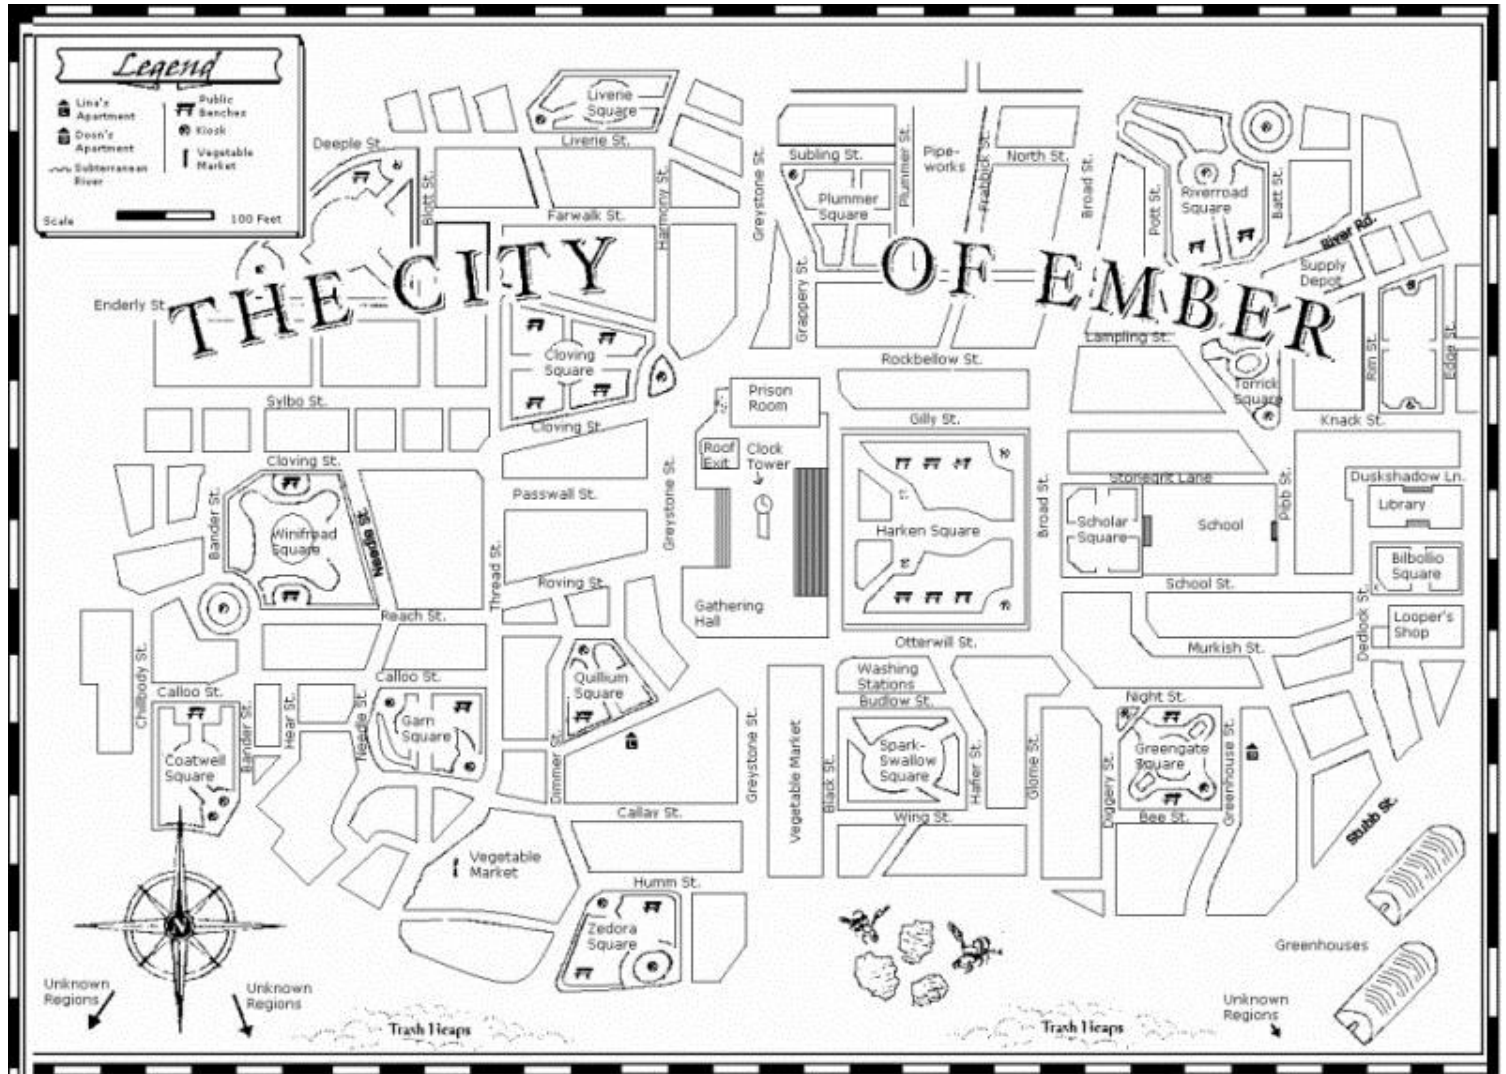 Legend
Lina's
Apartment
Doon's
Apartment
Subterranean
River
Public
Benches
Kiosk
Vegetable
Market
Scale
100 Feet
THE CITY OF EMBER
Liverie
Square
Liverie St.
Deeple St.
Blott St.
Farwalk St.
Harmony St.
Greystone St.
Subling St.
Plummer St.
Pipe-
works
Prabbick St.
North St.
Broad St.
Plummer
Square
Pott St.
Riverroad
Square
Batt St.
River Rd.
Supply
Depot
Enderly St.
Grappery St.
Cloving
Square
Rockbellow St.
Lampling St.
Torrick
Square
Rim St.
Edge St.
Knack St.
Sylbo St.
Cloving St.
Prison
Room
Gilly St.
Roof
Exit
Clock
Tower
Cloving St.
Passwall St.
Greystone St.
Stonegrit Lane
Duskshadow Ln.
Library
Bander St.
Winifread
Square
Neeps St.
Thread St.
Harken Square
Broad St.
Scholar
Square
School
Pibb St.
Bilbollio
Square
School St.
Roving St.
Reach St.
Gathering
Hall
Otterwill St.
Murkish St.
Dedlock St.
Looper's
Shop
Chillbody St.
Calloo St.
Calloo St.
Quillium
Square
Washing
Stations
Budlow St.
Night St.
Bander St.
Hear St.
Needle St.
Garn
Square
Coatwell
Square
Dimmer St.
Greystone St.
Vegetable Market
Black St.
Spark-
Swallow
Square
Hafter St.
Glome St.
Diggery St.
Greengate
Square
Greenhouse St.
Callay St.
Wing St.
Bee St.
Stubb St.
Vegetable
Market
Humm St.
Zedora
Square
N
Greenhouses
Unknown
Regions
Unknown
Regions
Unknown
Regions
Trash Heaps
Trash Heaps